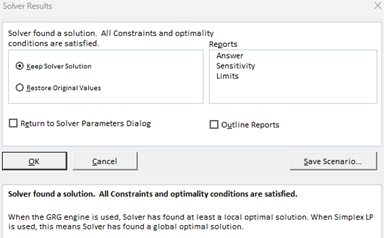 Solver Results
Solver found a solution.  All Constraints and optimality
conditions are satisfied.
Reports
Answer
Sensitivity
Limits
Keep Solver Solution
Restore Original Values
Return to Solver Parameters Dialog
Outline Reports
OK
Cancel
Save Scenario...
Solver found a solution.  All Constraints and optimality conditions are satisfied.
When the GRG engine is used, Solver has found at least a local optimal solution. When Simplex LP
is used, this means Solver has found a global optimal solution.